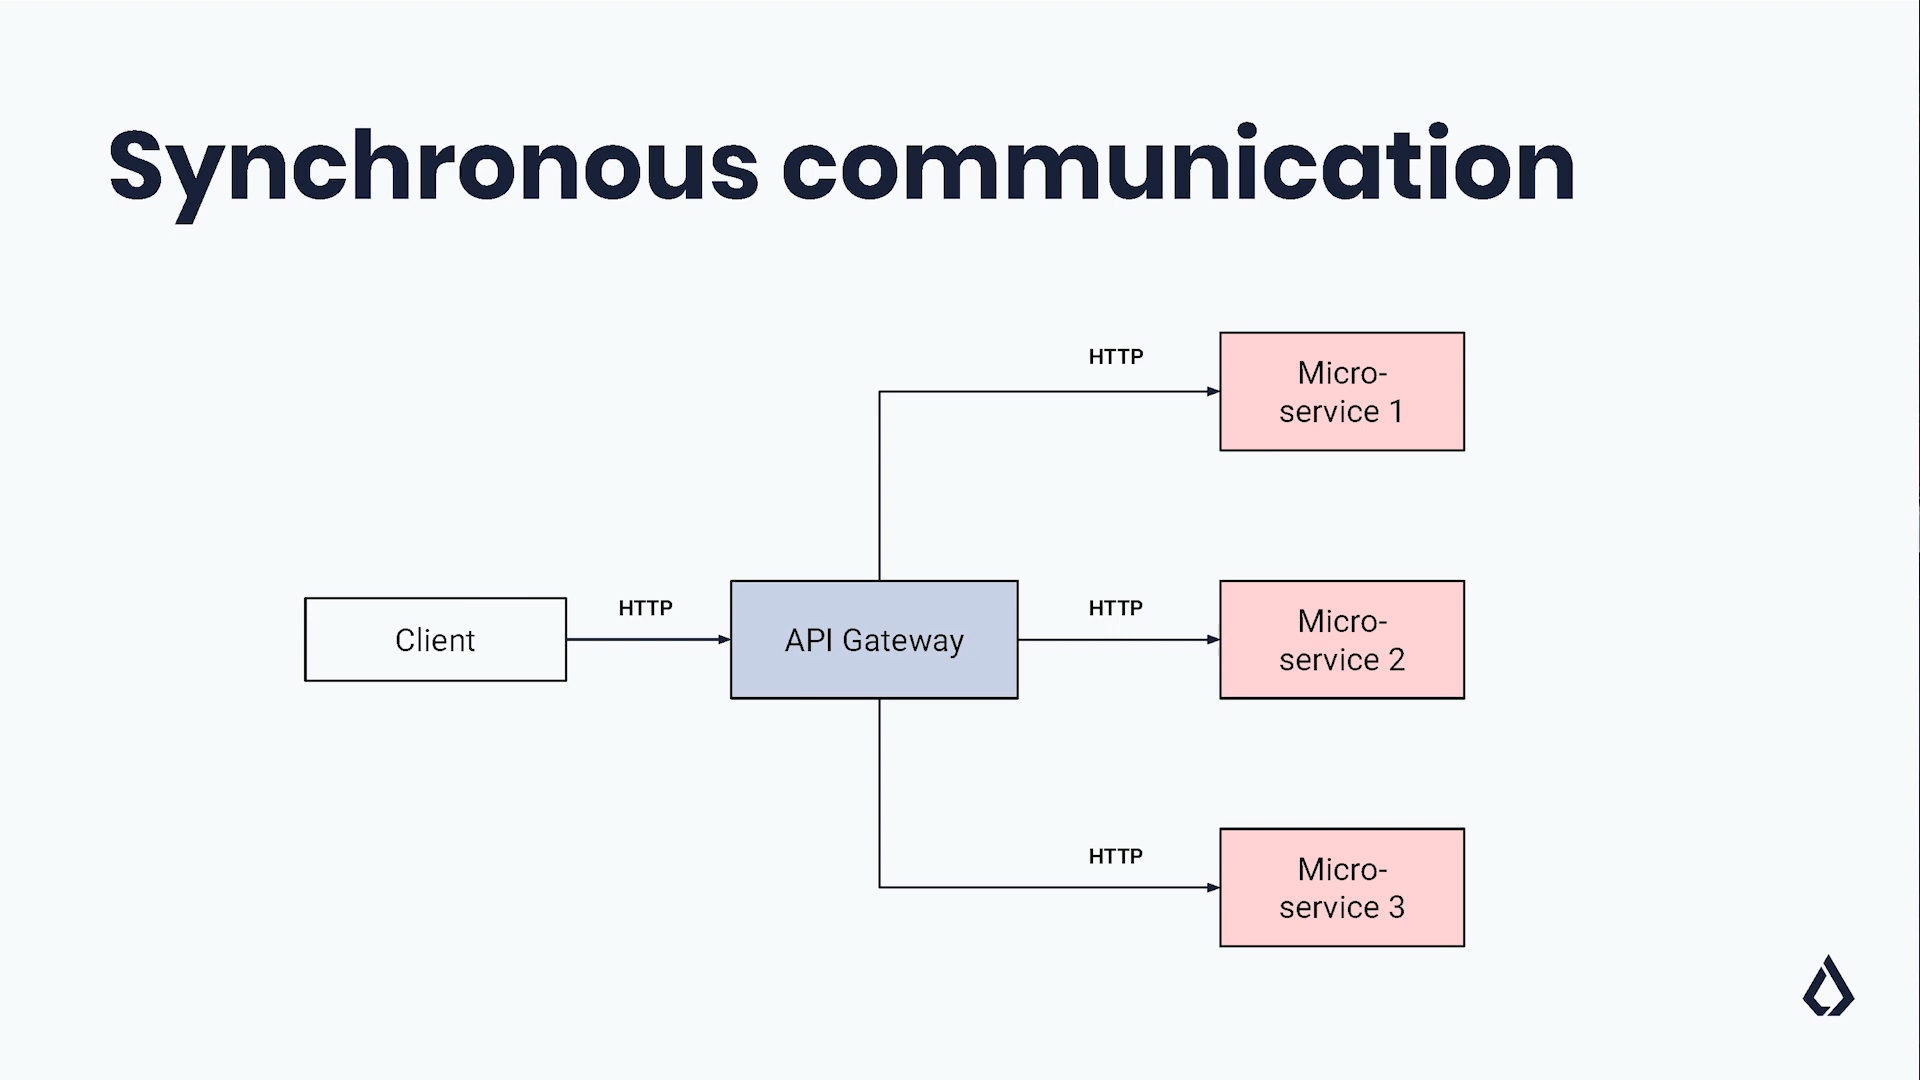 Synchronous communication
HTTP
Micro-
service 1
Client
HTTP
API Gateway
HTTP
Micro-
service 2
HTTP
Micro-
service 3